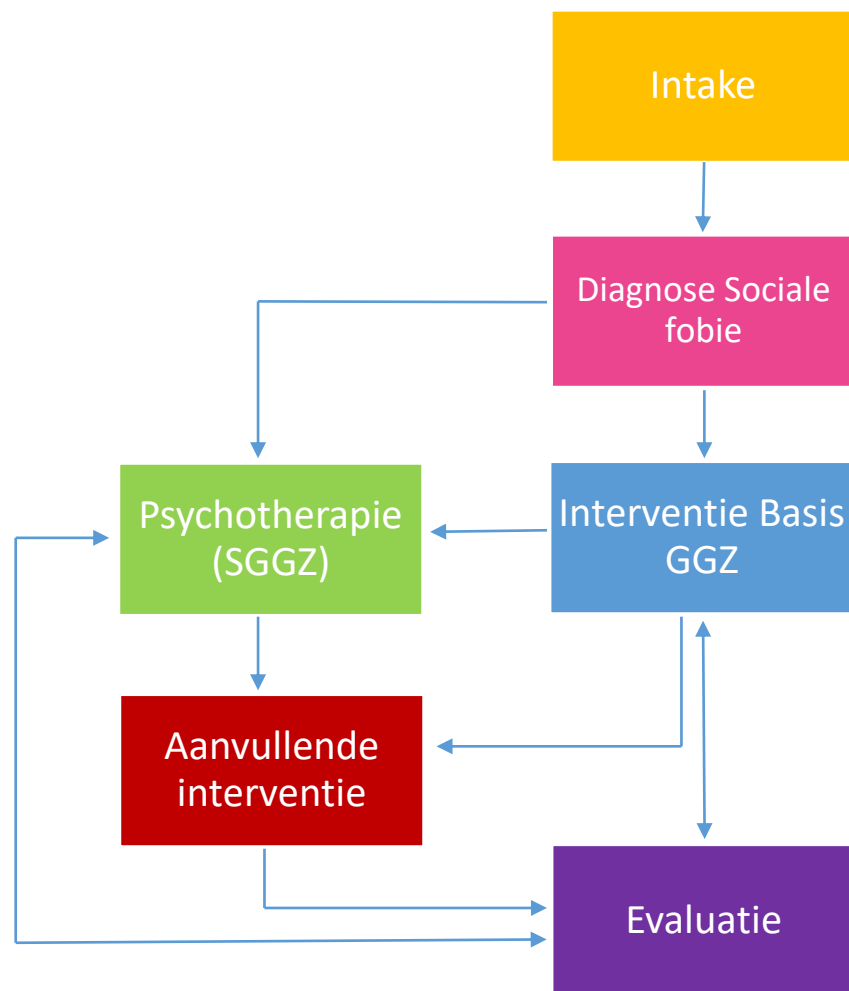 Intake
Diagnose Sociale
fobie
Psychotherapie
(SGGZ)
Interventie Basis
GGZ
Aanvullende
interventie
Evaluatie